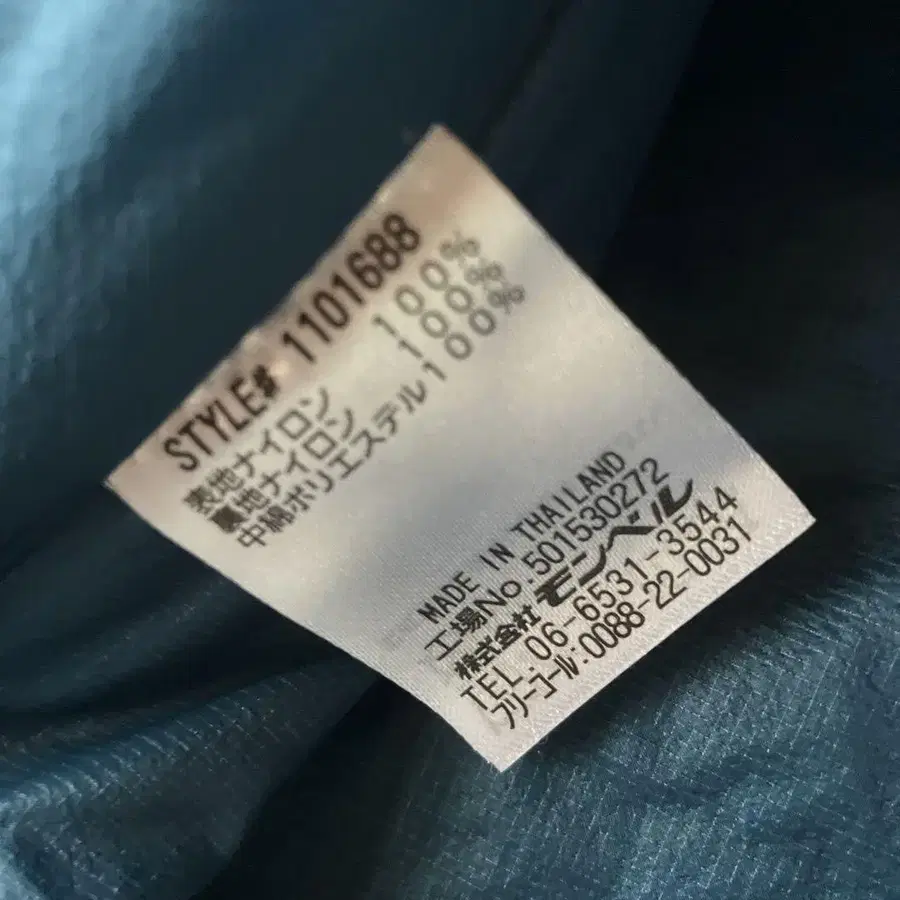 STYLE# 1101688
表地ナイロン 100%
裏地ナイロン 100%
中綿ポリエステル100%
MADE IN THAILAND
工場No.501530272
株式会社モンベル
TEL:06-6531-3544
フリーコール:0088-22-0031